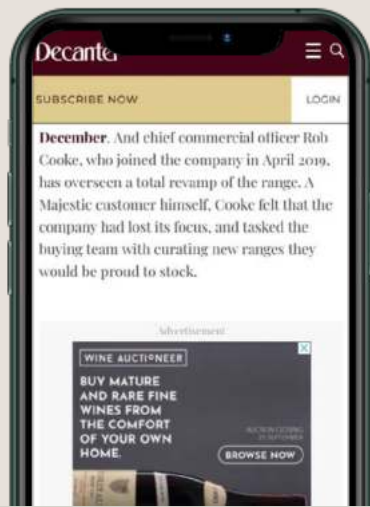 Decanter
SUBSCRIBE NOW
LOGIN
December. And chief commercial officer Rob
Cooke, who joined the company in April 2019,
has overseen a total revamp of the range. A
Majestic customer himself, Cooke felt that the
company had lost its focus, and tasked the
buying team with curating new ranges they
would be proud to stock.
Advertisement
WINE AUCTIONEER
BUY MATURE
AND RARE FINE
WINES FROM
THE COMFORT
OF YOUR OWN
HOME.
AUCTION CLOSING
SEPTEMBER
BROWSE NOW